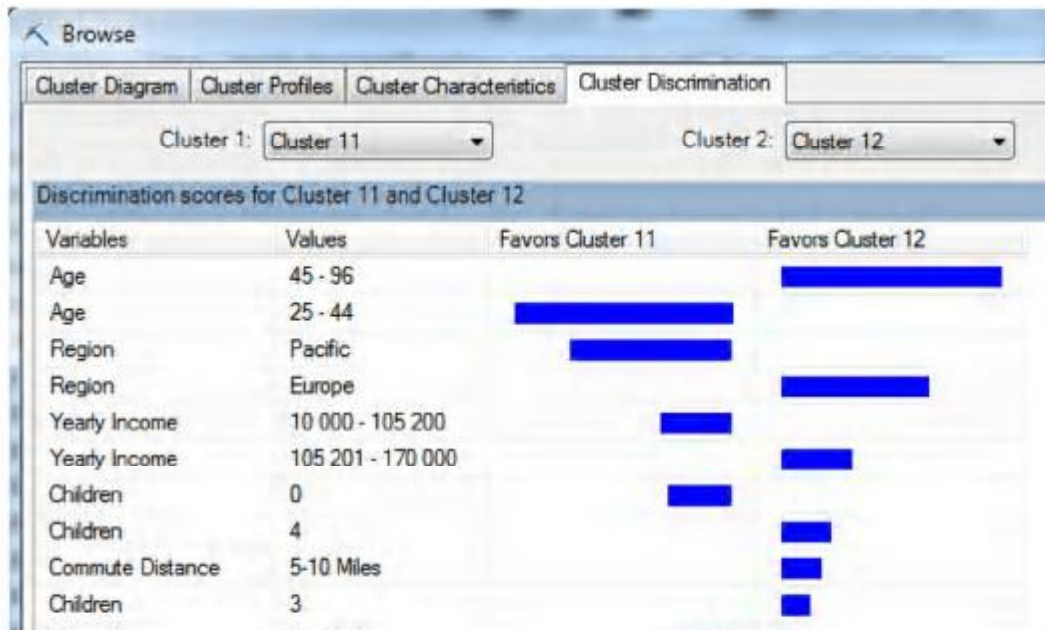 Browse
Cluster Diagram Cluster Profiles Cluster Characteristics Cluster Discrimination
Cluster 1: Cluster 11 Cluster 2: Cluster 12
Discrimination scores for Cluster 11 and Cluster 12
Variables Values Favors Cluster 11 Favors Cluster 12
Age 45 - 96
Age 25 - 44
Region Pacific
Region Europe
Yearly Income 10 000 - 105 200
Yearly Income 105 201 - 170 000
Children 0
Children 4
Commute Distance 5-10 Miles
Children 3